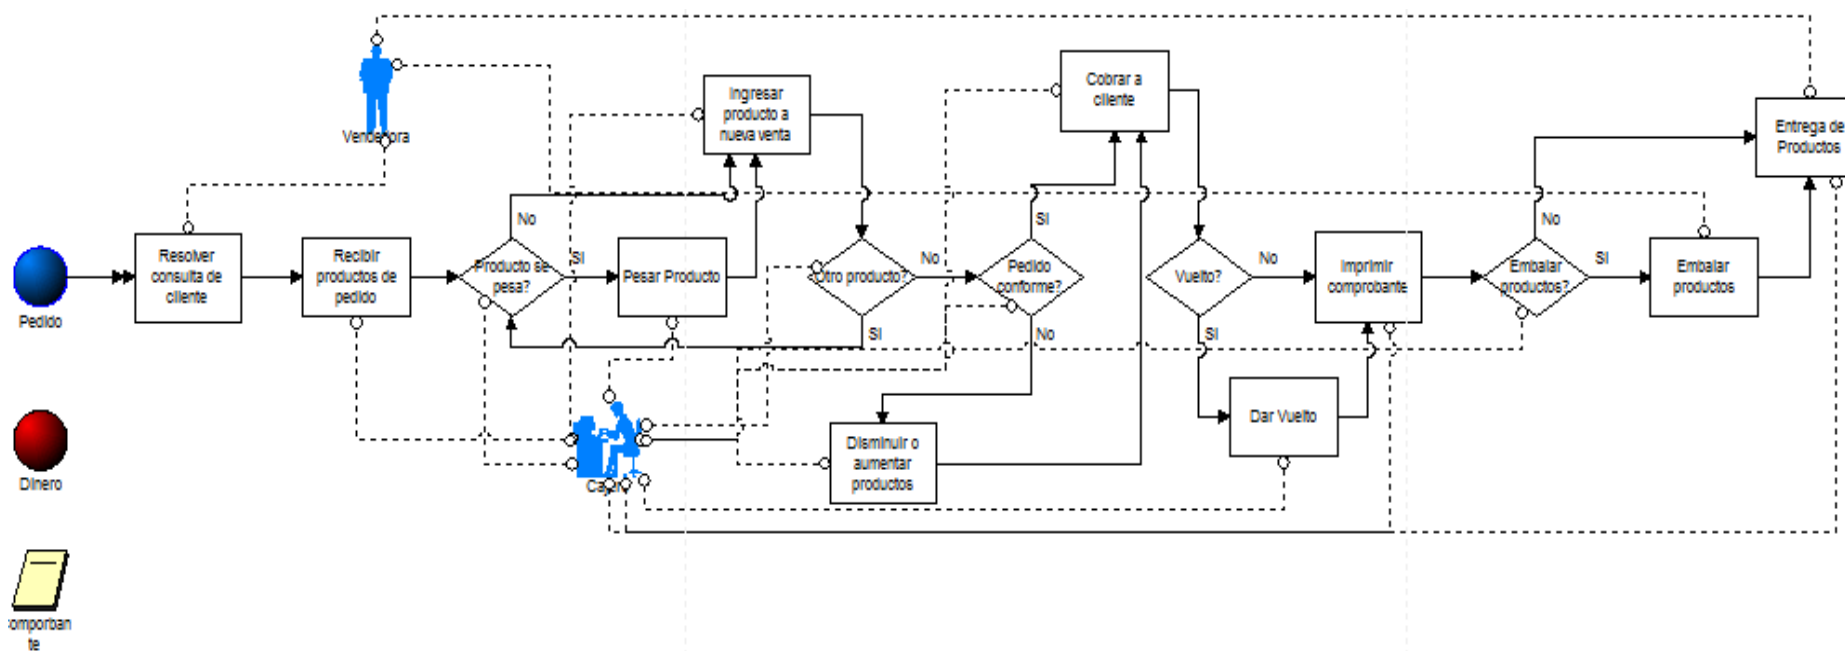 Vendedora
Ingresar
producto a
nueva venta
Cobrar a
cliente
Entrega de
Productos
No
SI
No
Resolver
consulta de
cliente
Recibir
productos de
pedido
Producto se
pesa?
SI
Pesar Producto
Otro producto?
No
Pedido
conforme?
Vuelto?
No
Imprimir
comprobante
Embalar
productos?
SI
Embalar
productos
Pedido
SI
No
SI
Dar Vuelto
Disminuir o
aumentar
productos
Dinero
omporban
te